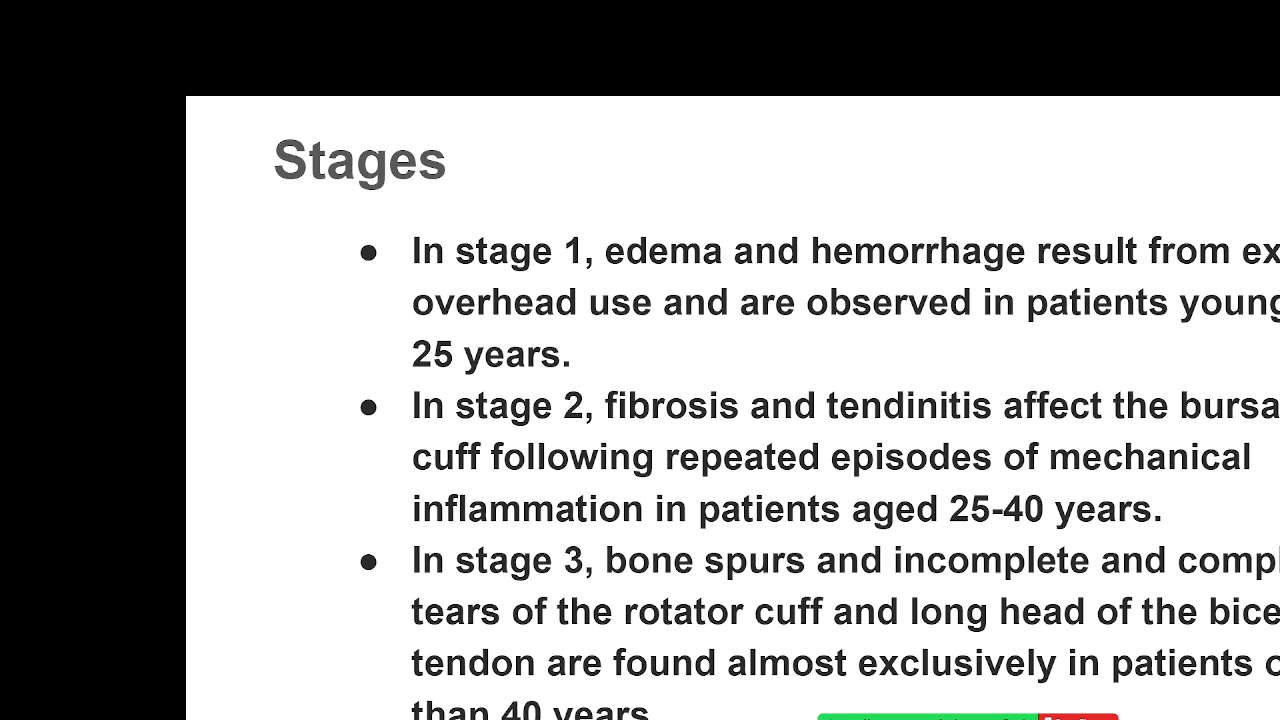 Stages
● In stage 1, edema and hemorrhage result from ex
overhead use and are observed in patients young
25 years.
● In stage 2, fibrosis and tendinitis affect the bursa
cuff following repeated episodes of mechanical
inflammation in patients aged 25-40 years.
● In stage 3, bone spurs and incomplete and compl
tears of the rotator cuff and long head of the bice
tendon are found almost exclusively in patients o
than 40 years